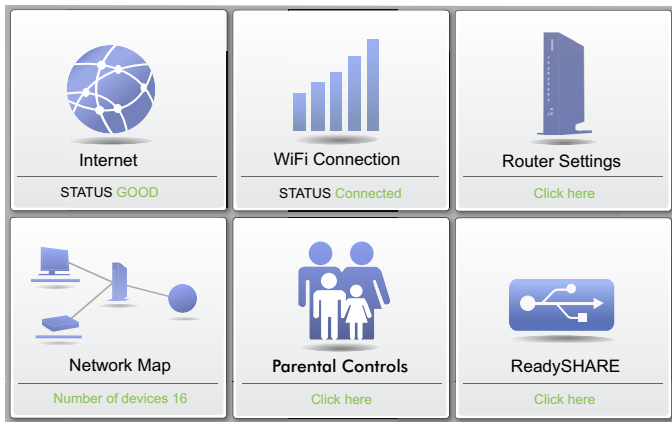 Internet
STATUS GOOD
WiFi Connection
STATUS Connected
Router Settings
Click here
Network Map
Number of devices 16
Parental Controls
Click here
ReadySHARE
Click here